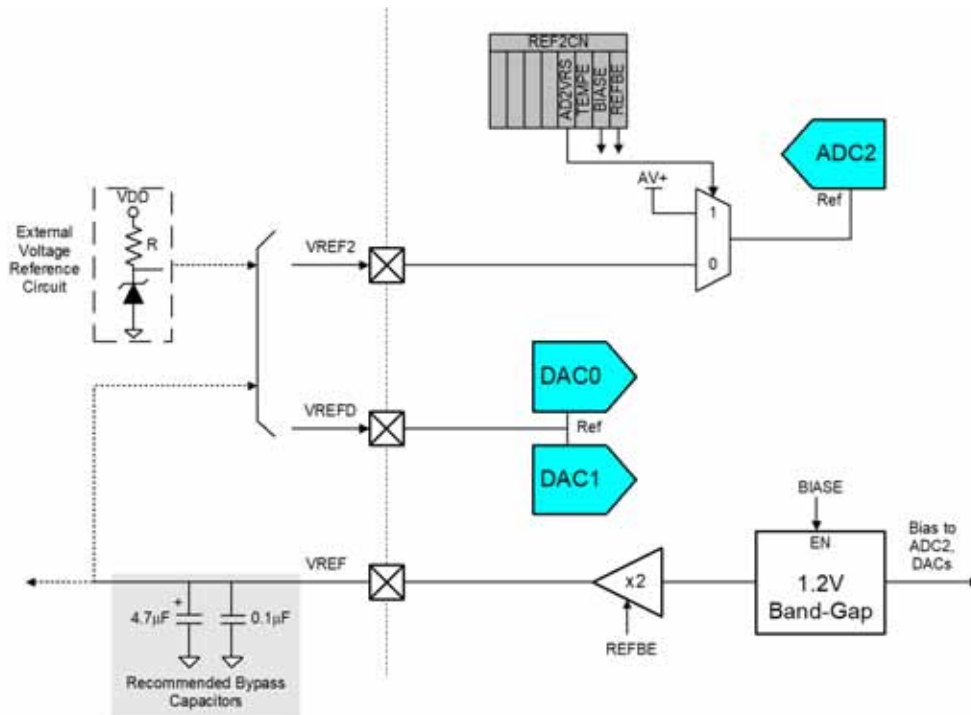 REF2CN
AD2VRS
TEMPE
BIASE
REFBE
ADC2
Ref
AV+
1
0
VDD
R
External
Voltage
Reference
Circuit
VREF2
VREFD
DAC0
Ref
DAC1
BIASE
EN
1.2V
Band-Gap
Bias to
ADC2,
DACs
VREF
x2
REFBE
+
4.7µF
0.1µF
Recommended Bypass
Capacitors